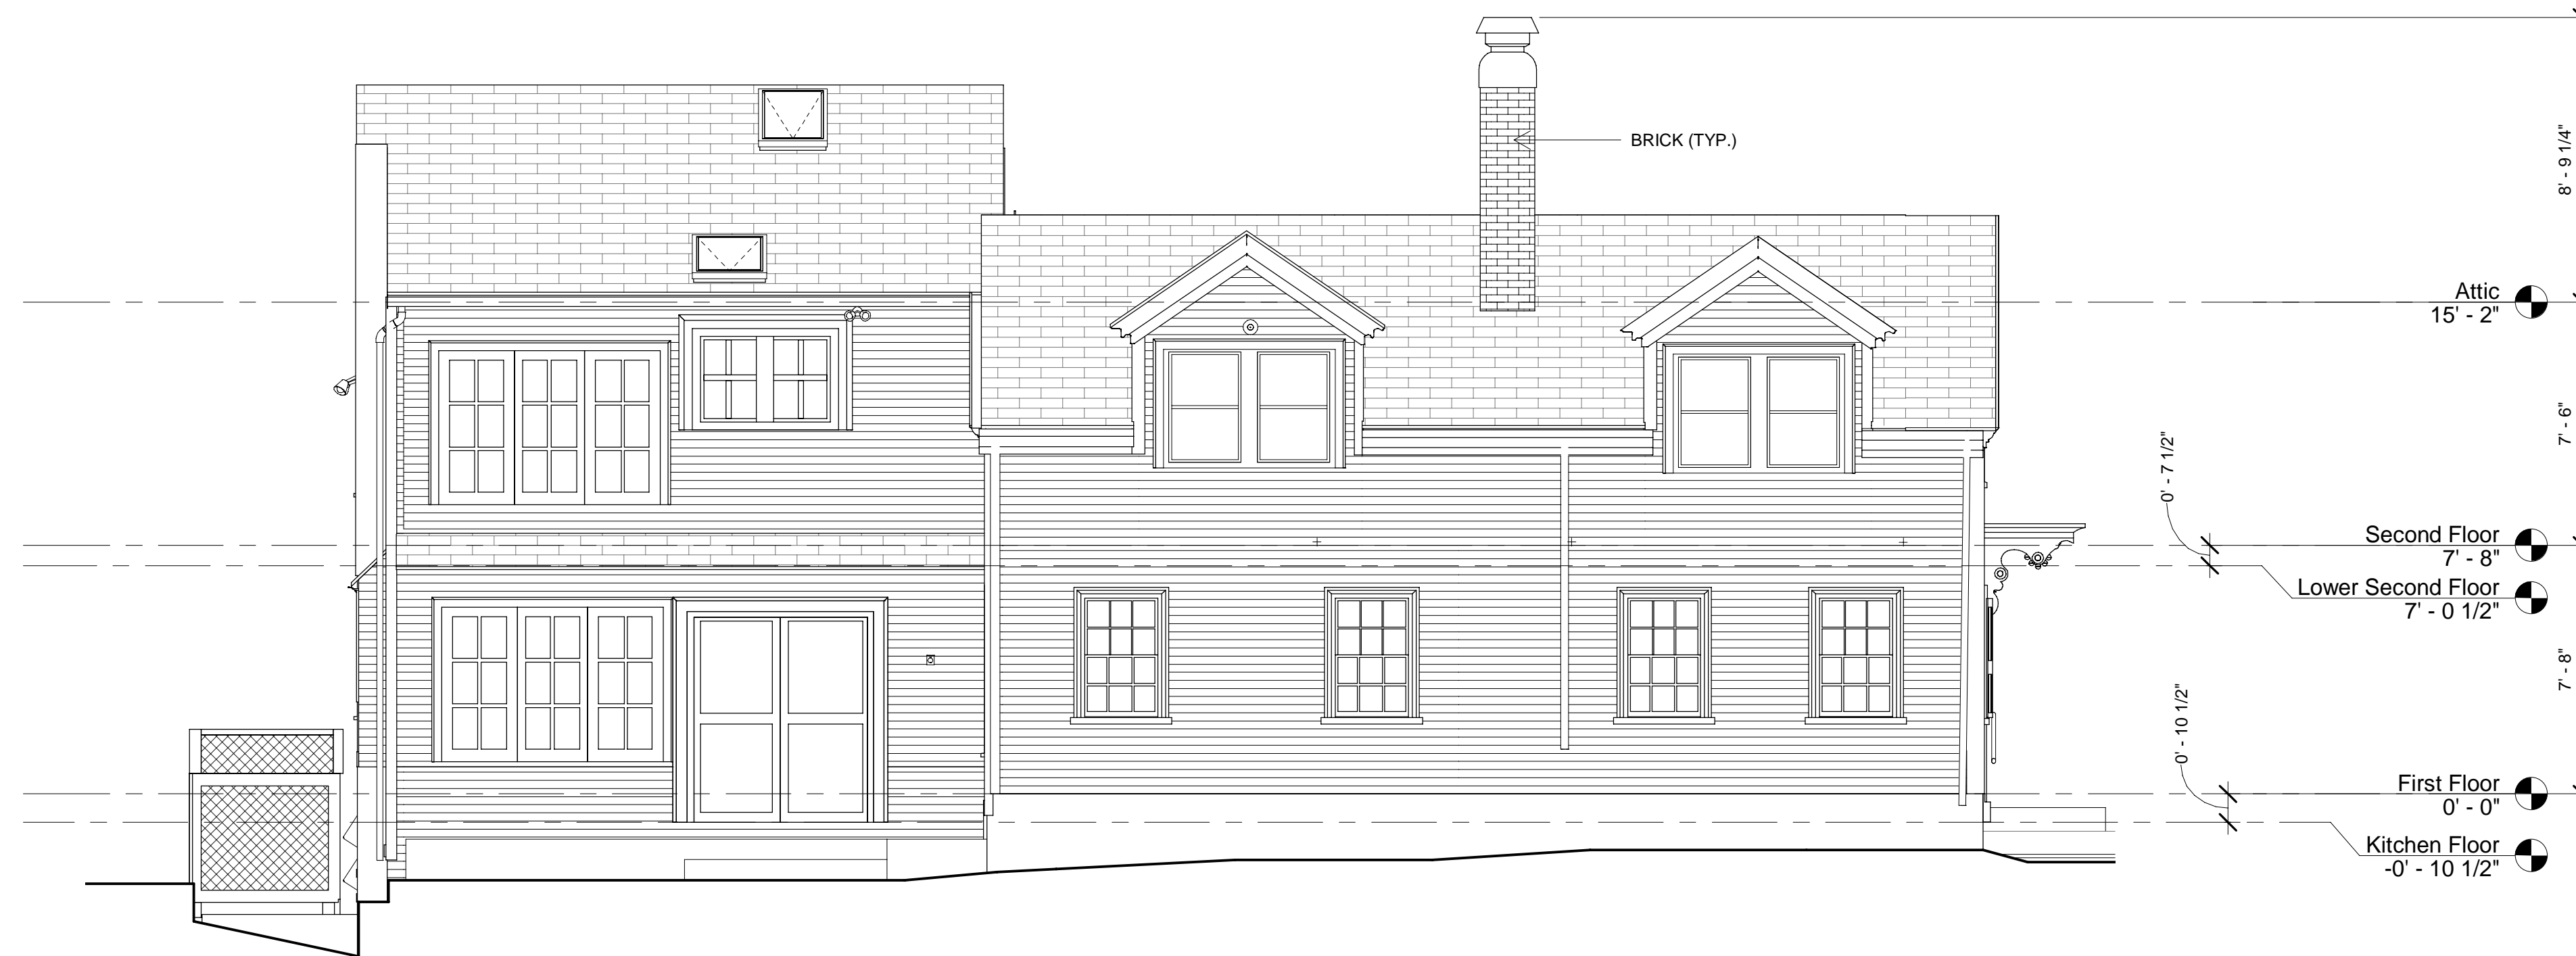 BRICK (TYP.)
8' - 9 1/4"
Attic
15' - 2"
7' - 6"
0' - 7 1/2"
Second Floor
7' - 8"
Lower Second Floor
7' - 0 1/2"
7' - 8"
0' - 10 1/2"
First Floor
0' - 0"
Kitchen Floor
-0' - 10 1/2"